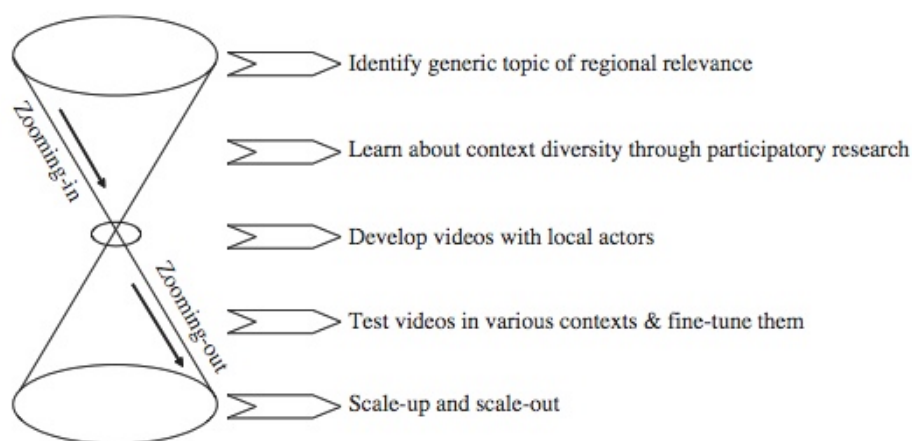 Identify generic topic of regional relevance
Zooming-in
Learn about context diversity through participatory research
Develop videos with local actors
Zooming-out
Test videos in various contexts & fine-tune them
Scale-up and scale-out